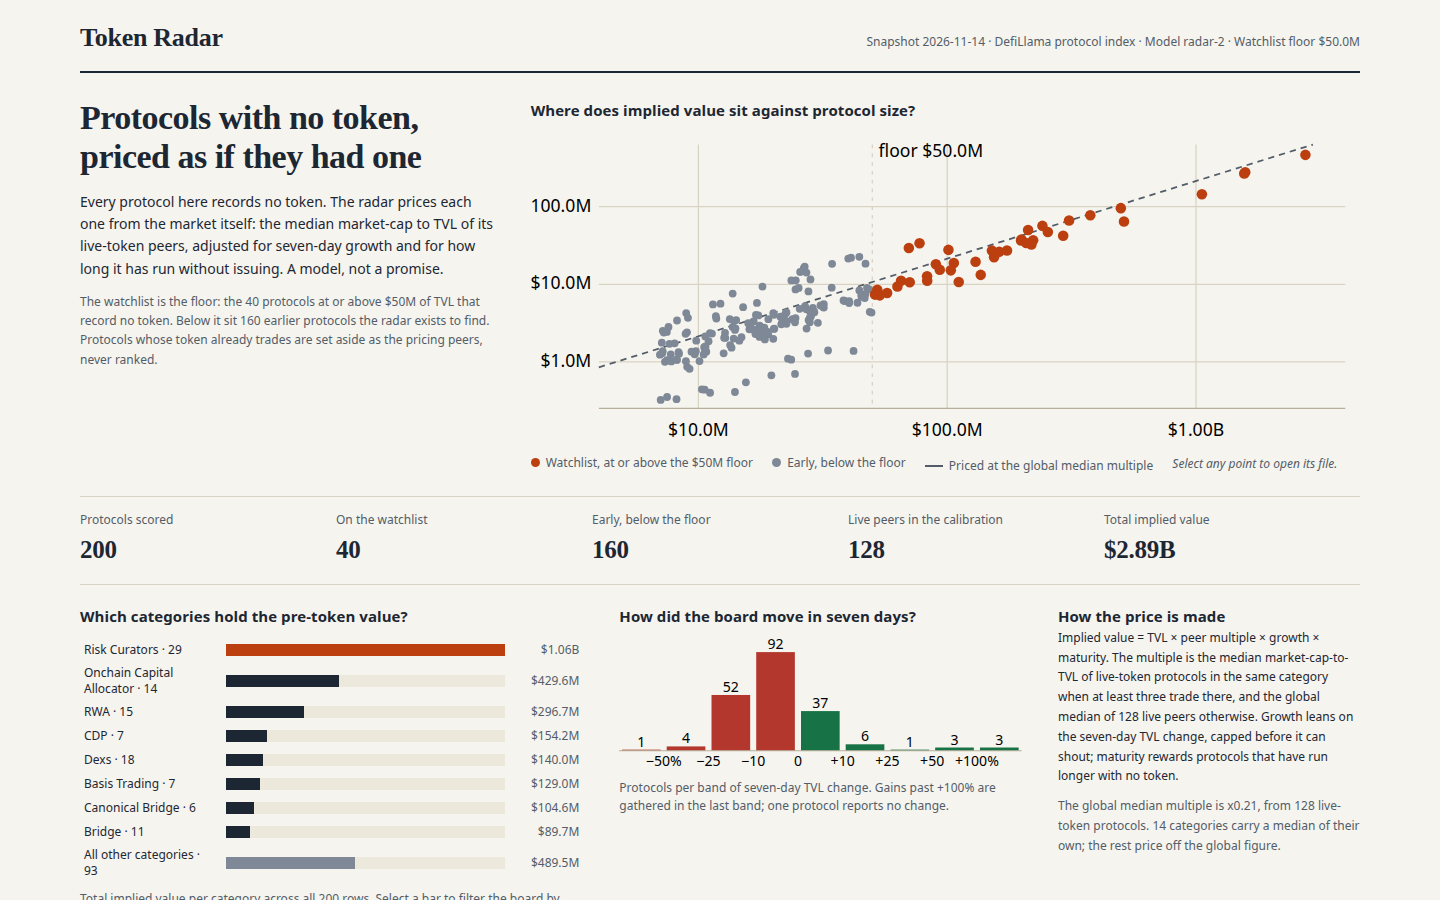 Token Radar
Snapshot 2026-11-14 · DefiLlama protocol index · Model radar-2 · Watchlist floor $50.0M
Protocols with no token,
priced as if they had one
Every protocol here records no token. The radar prices each
one from the market itself: the median market-cap to TVL of its
live-token peers, adjusted for seven-day growth and for how
long it has run without issuing. A model, not a promise.
The watchlist is the floor: the 40 protocols at or above $50M of TVL that
record no token. Below it sit 160 earlier protocols the radar exists to find.
Protocols whose token already trades are set aside as the pricing peers,
never ranked.
Where does implied value sit against protocol size?
floor $50.0M
100.0M
$10.0M
$1.0M
$10.0M
$100.0M
$1.00B
Watchlist, at or above the $50M floor
Early, below the floor
Priced at the global median multiple
Select any point to open its file.
Protocols scored
200
On the watchlist
40
Early, below the floor
160
Live peers in the calibration
128
Total implied value
$2.89B
Which categories hold the pre-token value?
Risk Curators · 29
$1.06B
Onchain Capital
Allocator · 14
$429.6M
RWA · 15
$296.7M
CDP · 7
$154.2M
Dexs · 18
$140.0M
Basis Trading · 7
$129.0M
Canonical Bridge · 6
$104.6M
Bridge · 11
$89.7M
All other categories ·
93
$489.5M
Total implied value per category across all 200 rows. Select a bar to filter the board by
How did the board move in seven days?
1
4
52
92
37
6
1
3
3
−50%
−25
−10
0
+10
+25
+50
+100%
Protocols per band of seven-day TVL change. Gains past +100% are
gathered in the last band; one protocol reports no change.
How the price is made
Implied value = TVL × peer multiple × growth ×
maturity. The multiple is the median market-cap-to-
TVL of live-token protocols in the same category
when at least three trade there, and the global
median of 128 live peers otherwise. Growth leans on
the seven-day TVL change, capped before it can
shout; maturity rewards protocols that have run
longer with no token.
The global median multiple is x0.21, from 128 live-
token protocols. 14 categories carry a median of their
own; the rest price off the global figure.